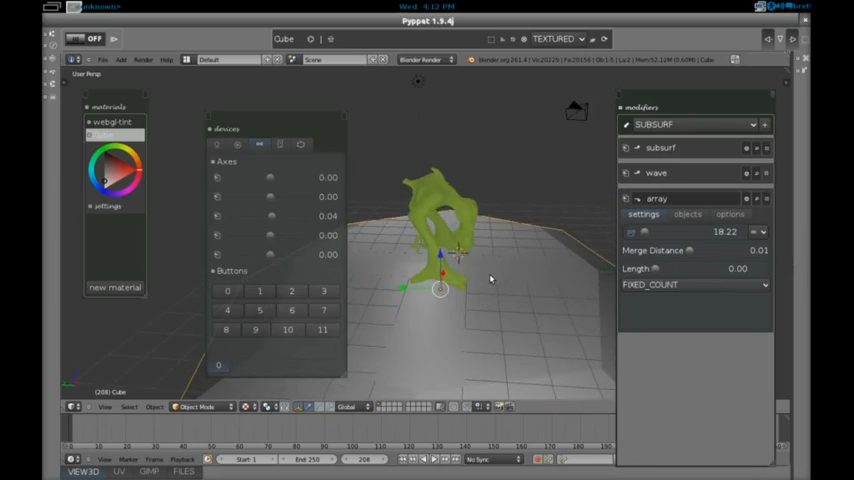 <unknown>
Wed 4:12 PM
Pyppet 1.9.4j
OFF
Cube
TEXTURED
File Add Render Help
Default
Scene
Blender Render
blender.org 261.4 | Ve:20225 | Fa:20156 | Ob:1-5 | La:2 | Mem:52.12M (0.60M) | Cube
User Persp
materials
webgl-tint
Cube
settings
new material
devices
Axes
0.00
0.00
0.04
0.00
0.00
Buttons
0 1 2 3
4 5 6 7
8 9 10 11
0
modifiers
SUBSURF
subsurf
wave
array
settings objects options
18.22
Merge Distance 0.01
Length 0.00
FIXED_COUNT
(208) Cube
View Select Object
Object Mode
Global
0 10 20 30 40 50 60 70 80 90 100 110 120 130 140 150 160 170 180 190
View Marker Frame Playback
Start: 1
End: 250
208
No Sync
VIEW3D UV GIMP FILES